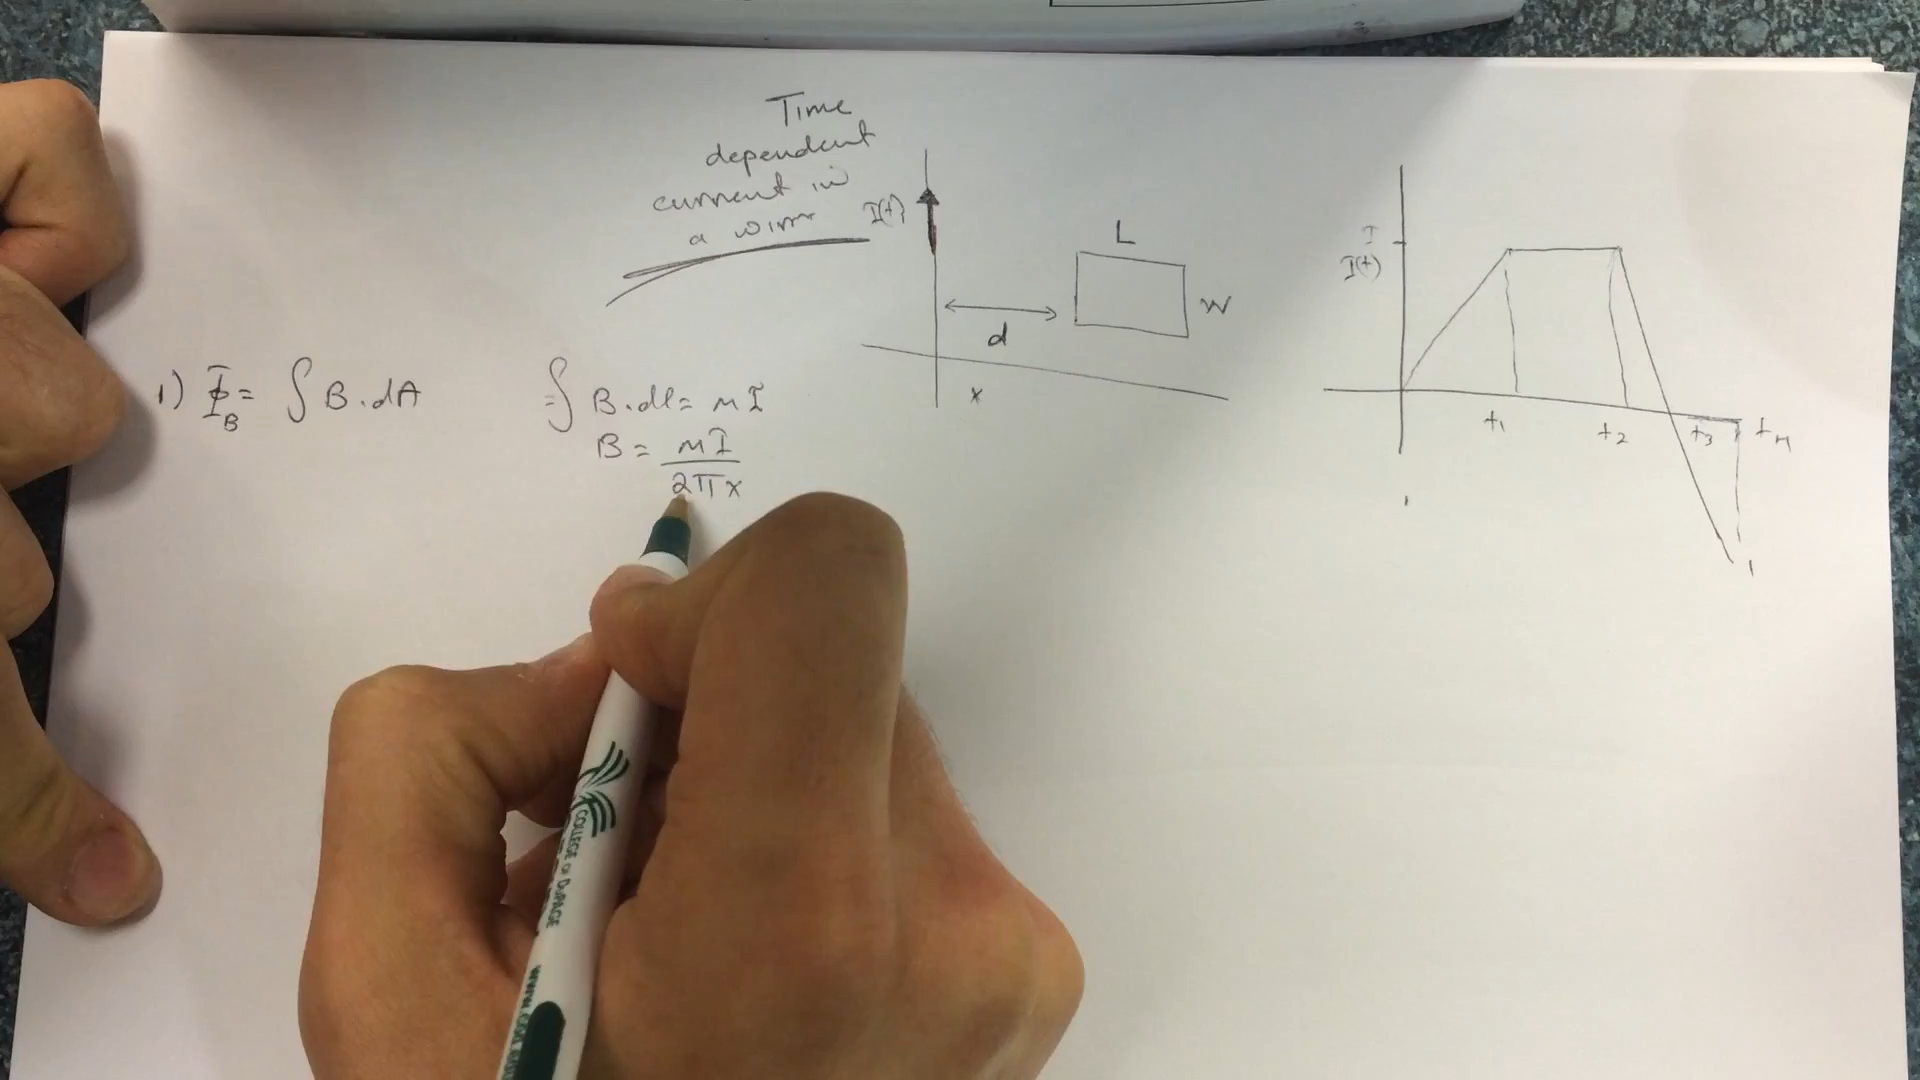 Time
dependent
current in
a wire
I(t)
L
W
d
x
I
I(t)
t1
t2
t3
t4
1) Φ_B = ∫ B.dA
=∫ B.dl = μI
B = μI
2πx
COLLEGE OF DUPAGE